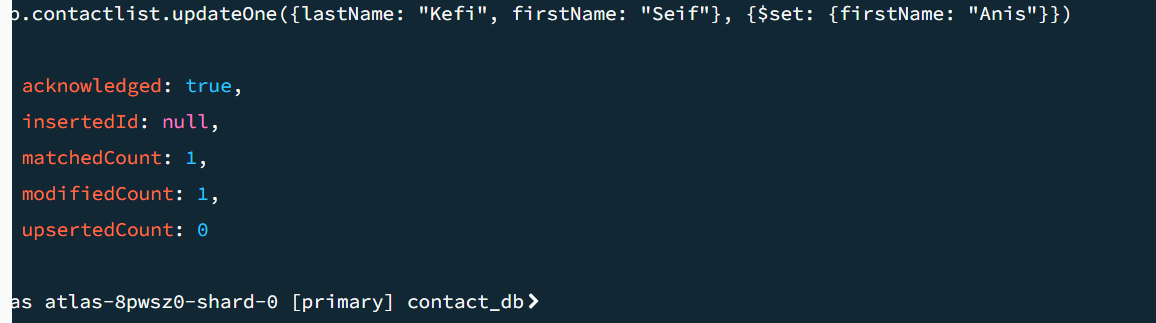 b.contactlist.updateOne({lastName: "Kefi", firstName: "Seif"}, {$set: {firstName: "Anis"}})
acknowledged: true,
insertedId: null,
matchedCount: 1,
modifiedCount: 1,
upsertedCount: 0
as atlas-8pwsz0-shard-0 [primary] contact_db>